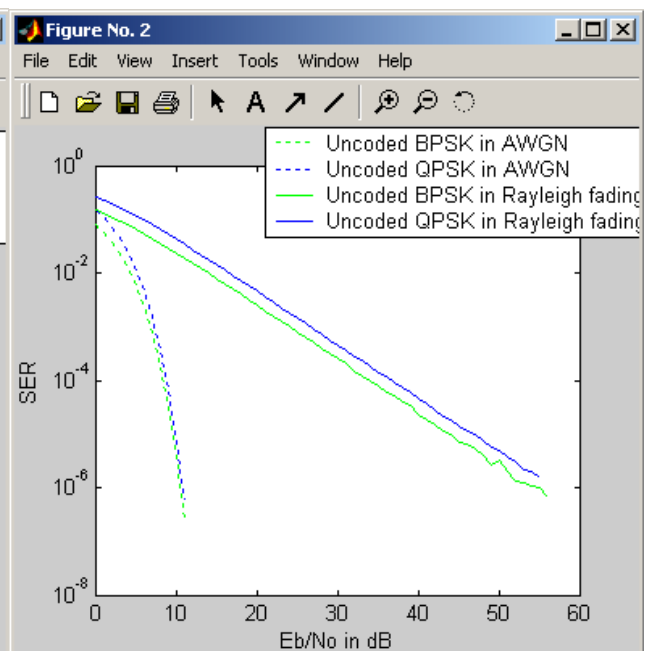 Figure No. 2
File Edit View Insert Tools Window Help
A
Uncoded BPSK in AWGN
Uncoded QPSK in AWGN
Uncoded BPSK in Rayleigh fading
Uncoded QPSK in Rayleigh fading
10^0
10^-2
10^-4
10^-6
10^-8
SER
0 10 20 30 40 50 60
Eb/No in dB